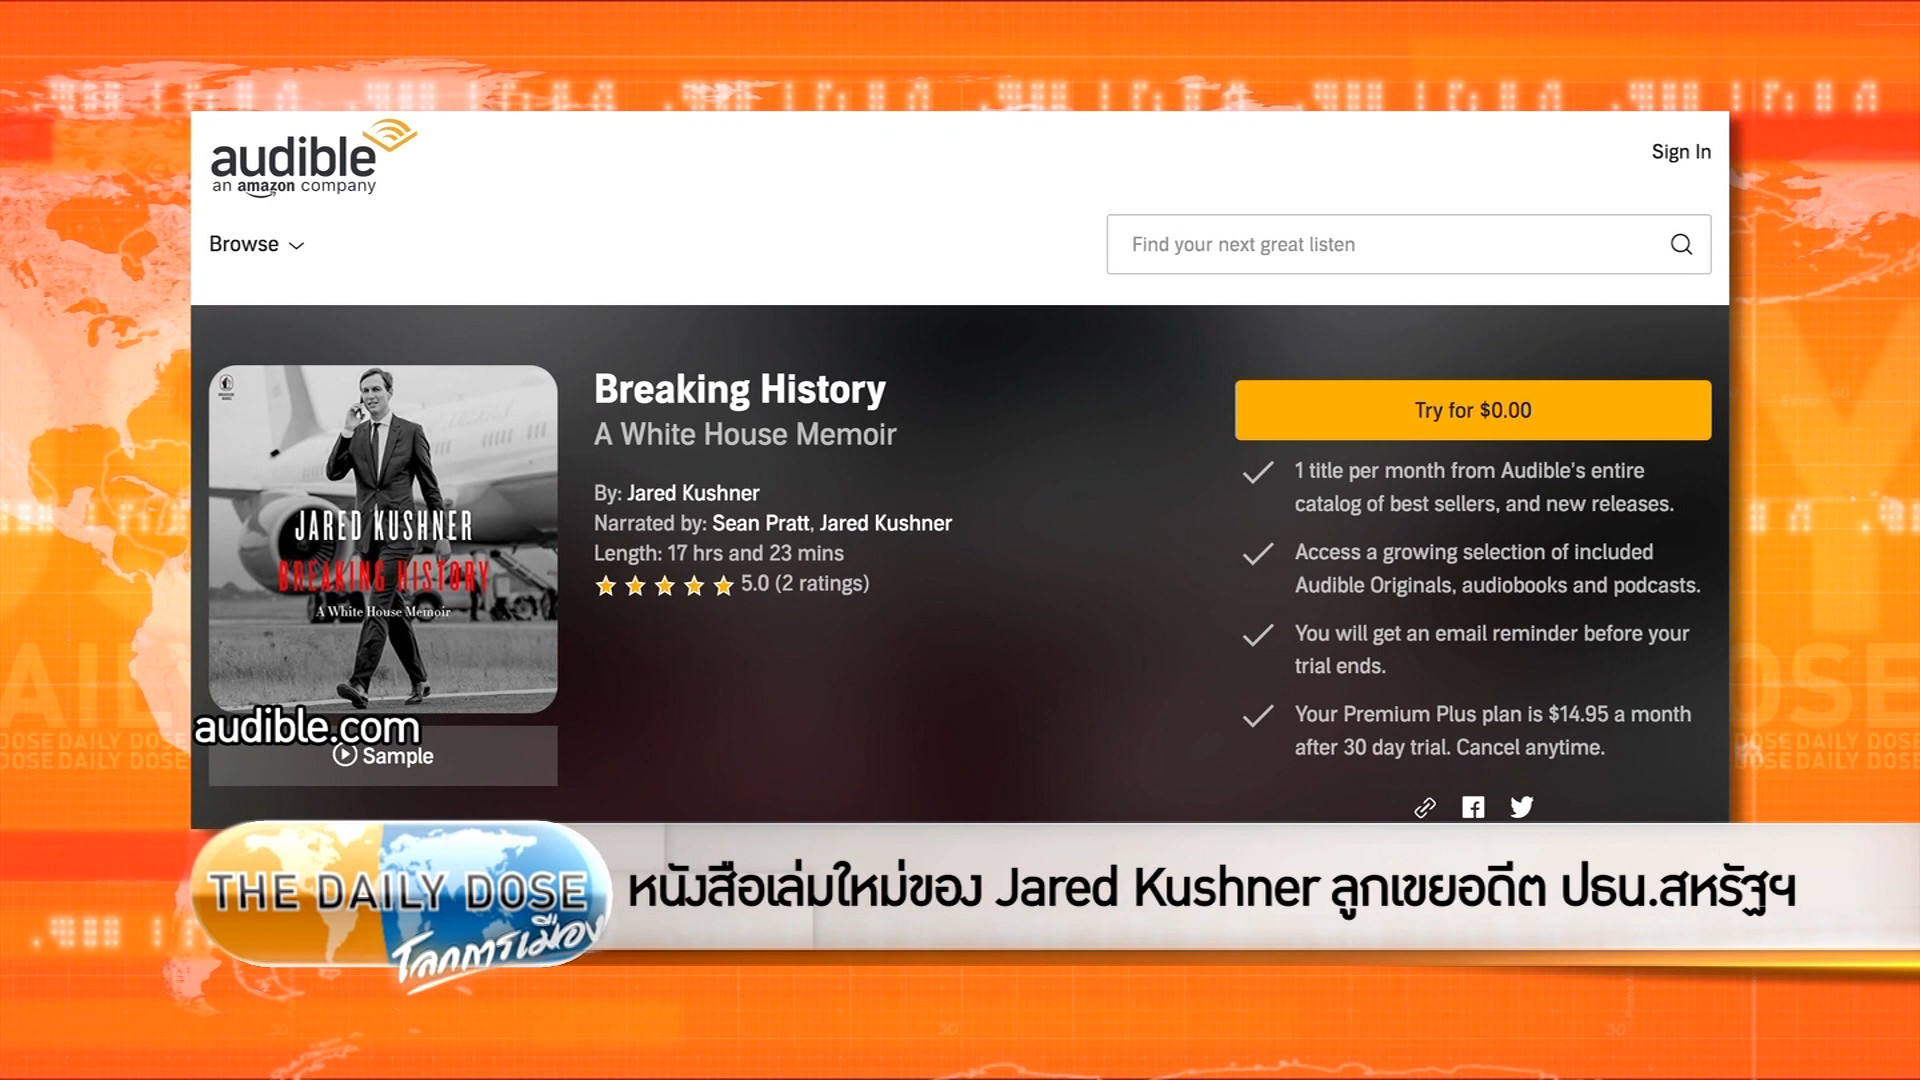 audible
an amazon company
Sign In
Browse
Find your next great listen
JARED KUSHNER
BREAKING HISTORY
A White House Memoir
audible.com
Sample
Breaking History
A White House Memoir
By: Jared Kushner
Narrated by: Sean Pratt, Jared Kushner
Length: 17 hrs and 23 mins
5.0 (2 ratings)
Try for $0.00
1 title per month from Audible's entire
catalog of best sellers, and new releases.
Access a growing selection of included
Audible Originals, audiobooks and podcasts.
You will get an email reminder before your
trial ends.
Your Premium Plus plan is $14.95 a month
after 30 day trial. Cancel anytime.
THE DAILY DOSE
โลกการเมือง
หนังสือเล่มใหม่ของ Jared Kushner ลูกเขยอดีต ปธน.สหรัฐฯ